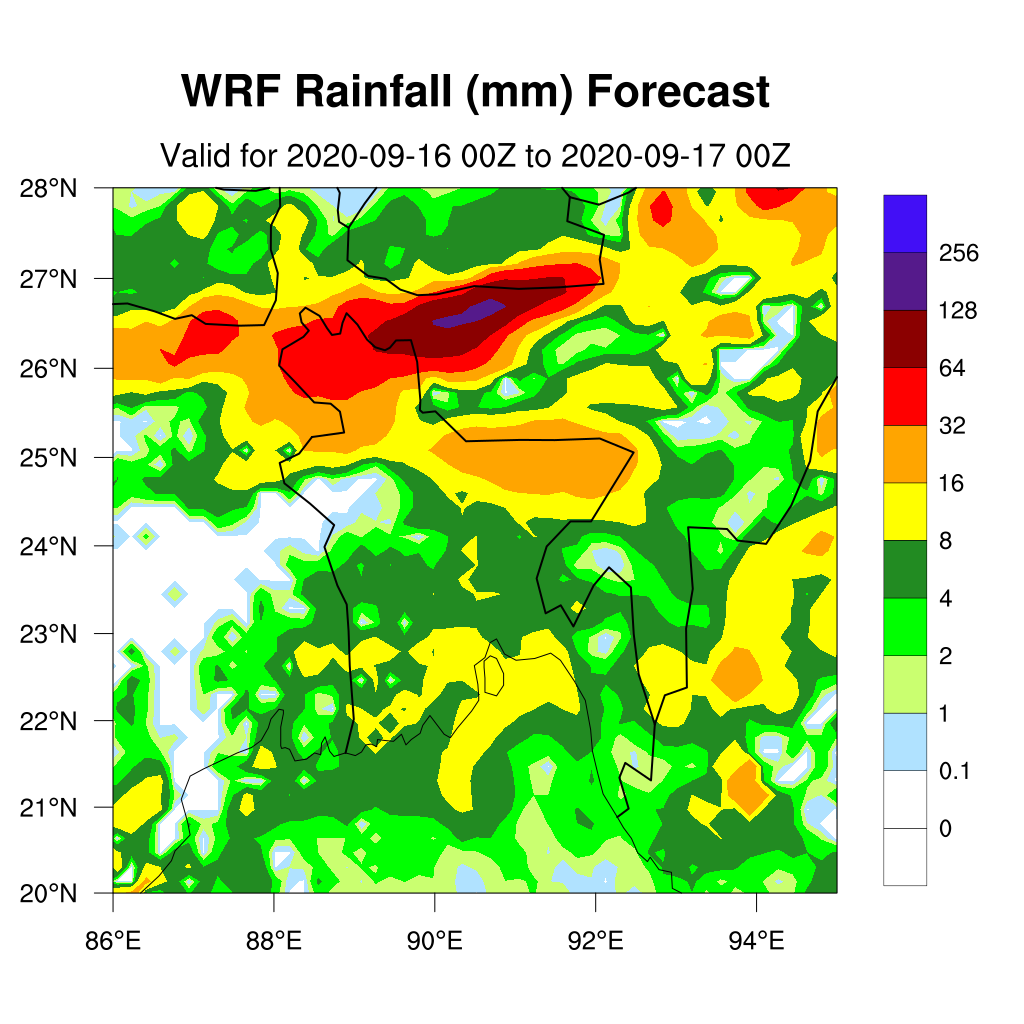 WRF Rainfall (mm) Forecast
Valid for 2020-09-16 00Z to 2020-09-17 00Z
28°N
27°N
26°N
25°N
24°N
23°N
22°N
21°N
20°N
86°E 88°E 90°E 92°E 94°E
256
128
64
32
16
8
4
2
1
0.1
0